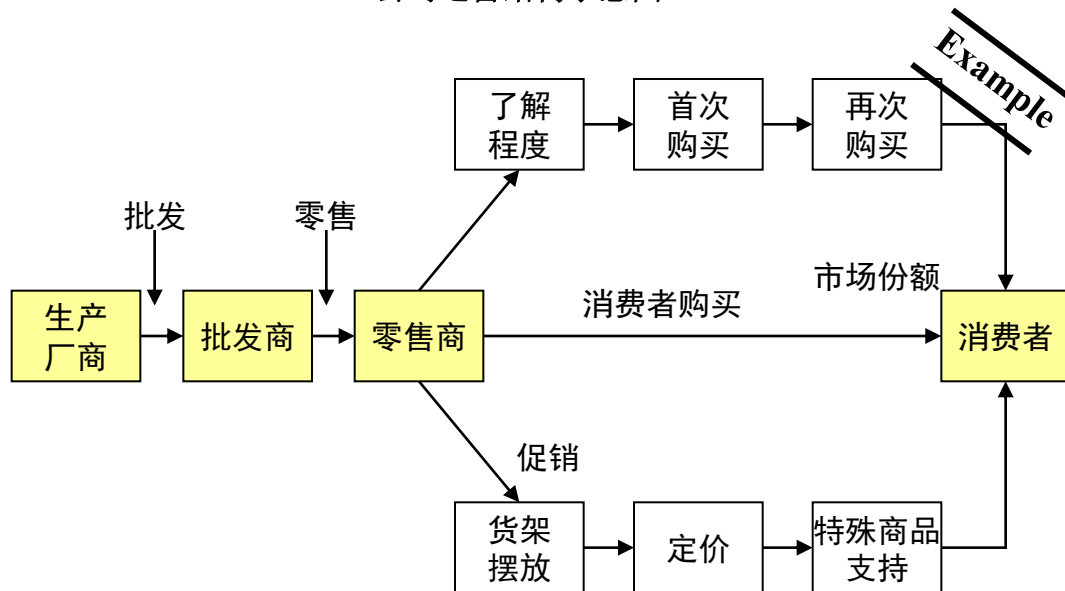 Example
了解
程度
首次
购买
再次
购买
批发
零售
市场份额
消费者购买
生产
厂商
批发商
零售商
消费者
促销
货架
摆放
定价
特殊商品
支持